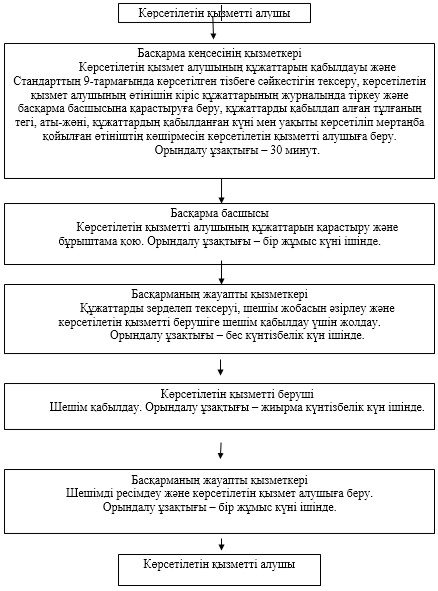 Көрсетілетін қызметті алушы
Басқарма кеңсесінің қызметкері
Көрсетілетін қызмет алушының құжаттарын қабылдауы және
Стандарттың 9-тармағында көрсетілген тізбеге сәйкестігін тексеру, көрсетілетін
қызмет алушының өтінішін кіріс құжаттарының журналында тіркеу және
басқарма басшысына қарастыруға беру, құжаттарды қабылдап алған тұлғаның
тегі, аты-жөні, құжаттардың қабылданған күні мен уақыты көрсетіліп мөртаңба
қойылған өтініштің көшірмесін көрсетілетін қызметті алушыға беру.
Орындалу ұзақтығы – 30 минут.
Басқарма басшысы
Көрсетілетін қызметті алушының құжаттарын қарастыру және
бұрыштама қою. Орындалу ұзақтығы – бір жұмыс күні ішінде.
Басқарманың жауапты қызметкері
Құжаттарды зерделеп тексеруі, шешім жобасын әзірлеу және
көрсетілетін қызметті берушіге шешім қабылдау үшін жолдау.
Орындалу ұзақтығы – бес күнтізбелік күн ішінде.
Көрсетілетін қызметті беруші
Шешім қабылдау. Орындалу ұзақтығы – жиырма күнтізбелік күн ішінде.
Басқарманың жауапты қызметкері
Шешімді ресімдеу және көрсетілетін қызмет алушыға беру.
Орындалу ұзақтығы – бір жұмыс күні ішінде.
Көрсетілетін қызметті алушы